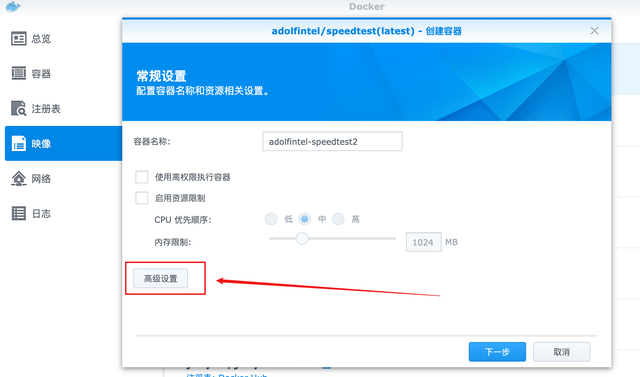 Docker
总览
容器
注册表
映像
网络
日志
adolfintel/speedtest(latest) - 创建容器
常规设置
配置容器名称和资源相关设置。
容器名称:
adolfintel-speedtest2
使用高权限执行容器
启用资源限制
CPU 优先顺序:
低 中 高
内存限制:
1024 MB
高级设置
下一步 取消
注册表: Docker Hub